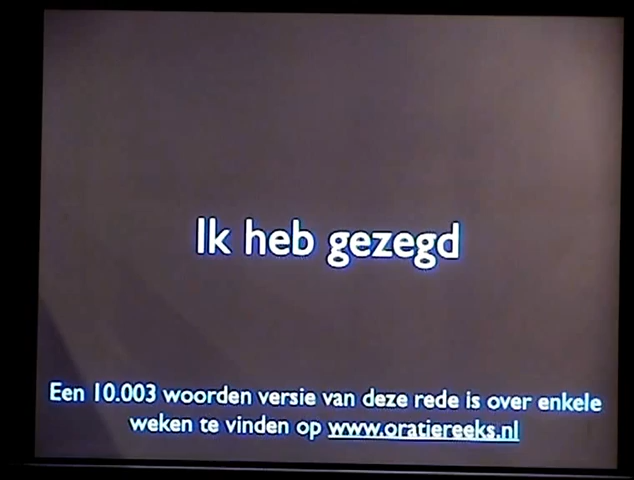 Ik heb gezegd
Een 10.003 woorden versie van deze rede is over enkele
weken te vinden op www.oratiereeks.nl